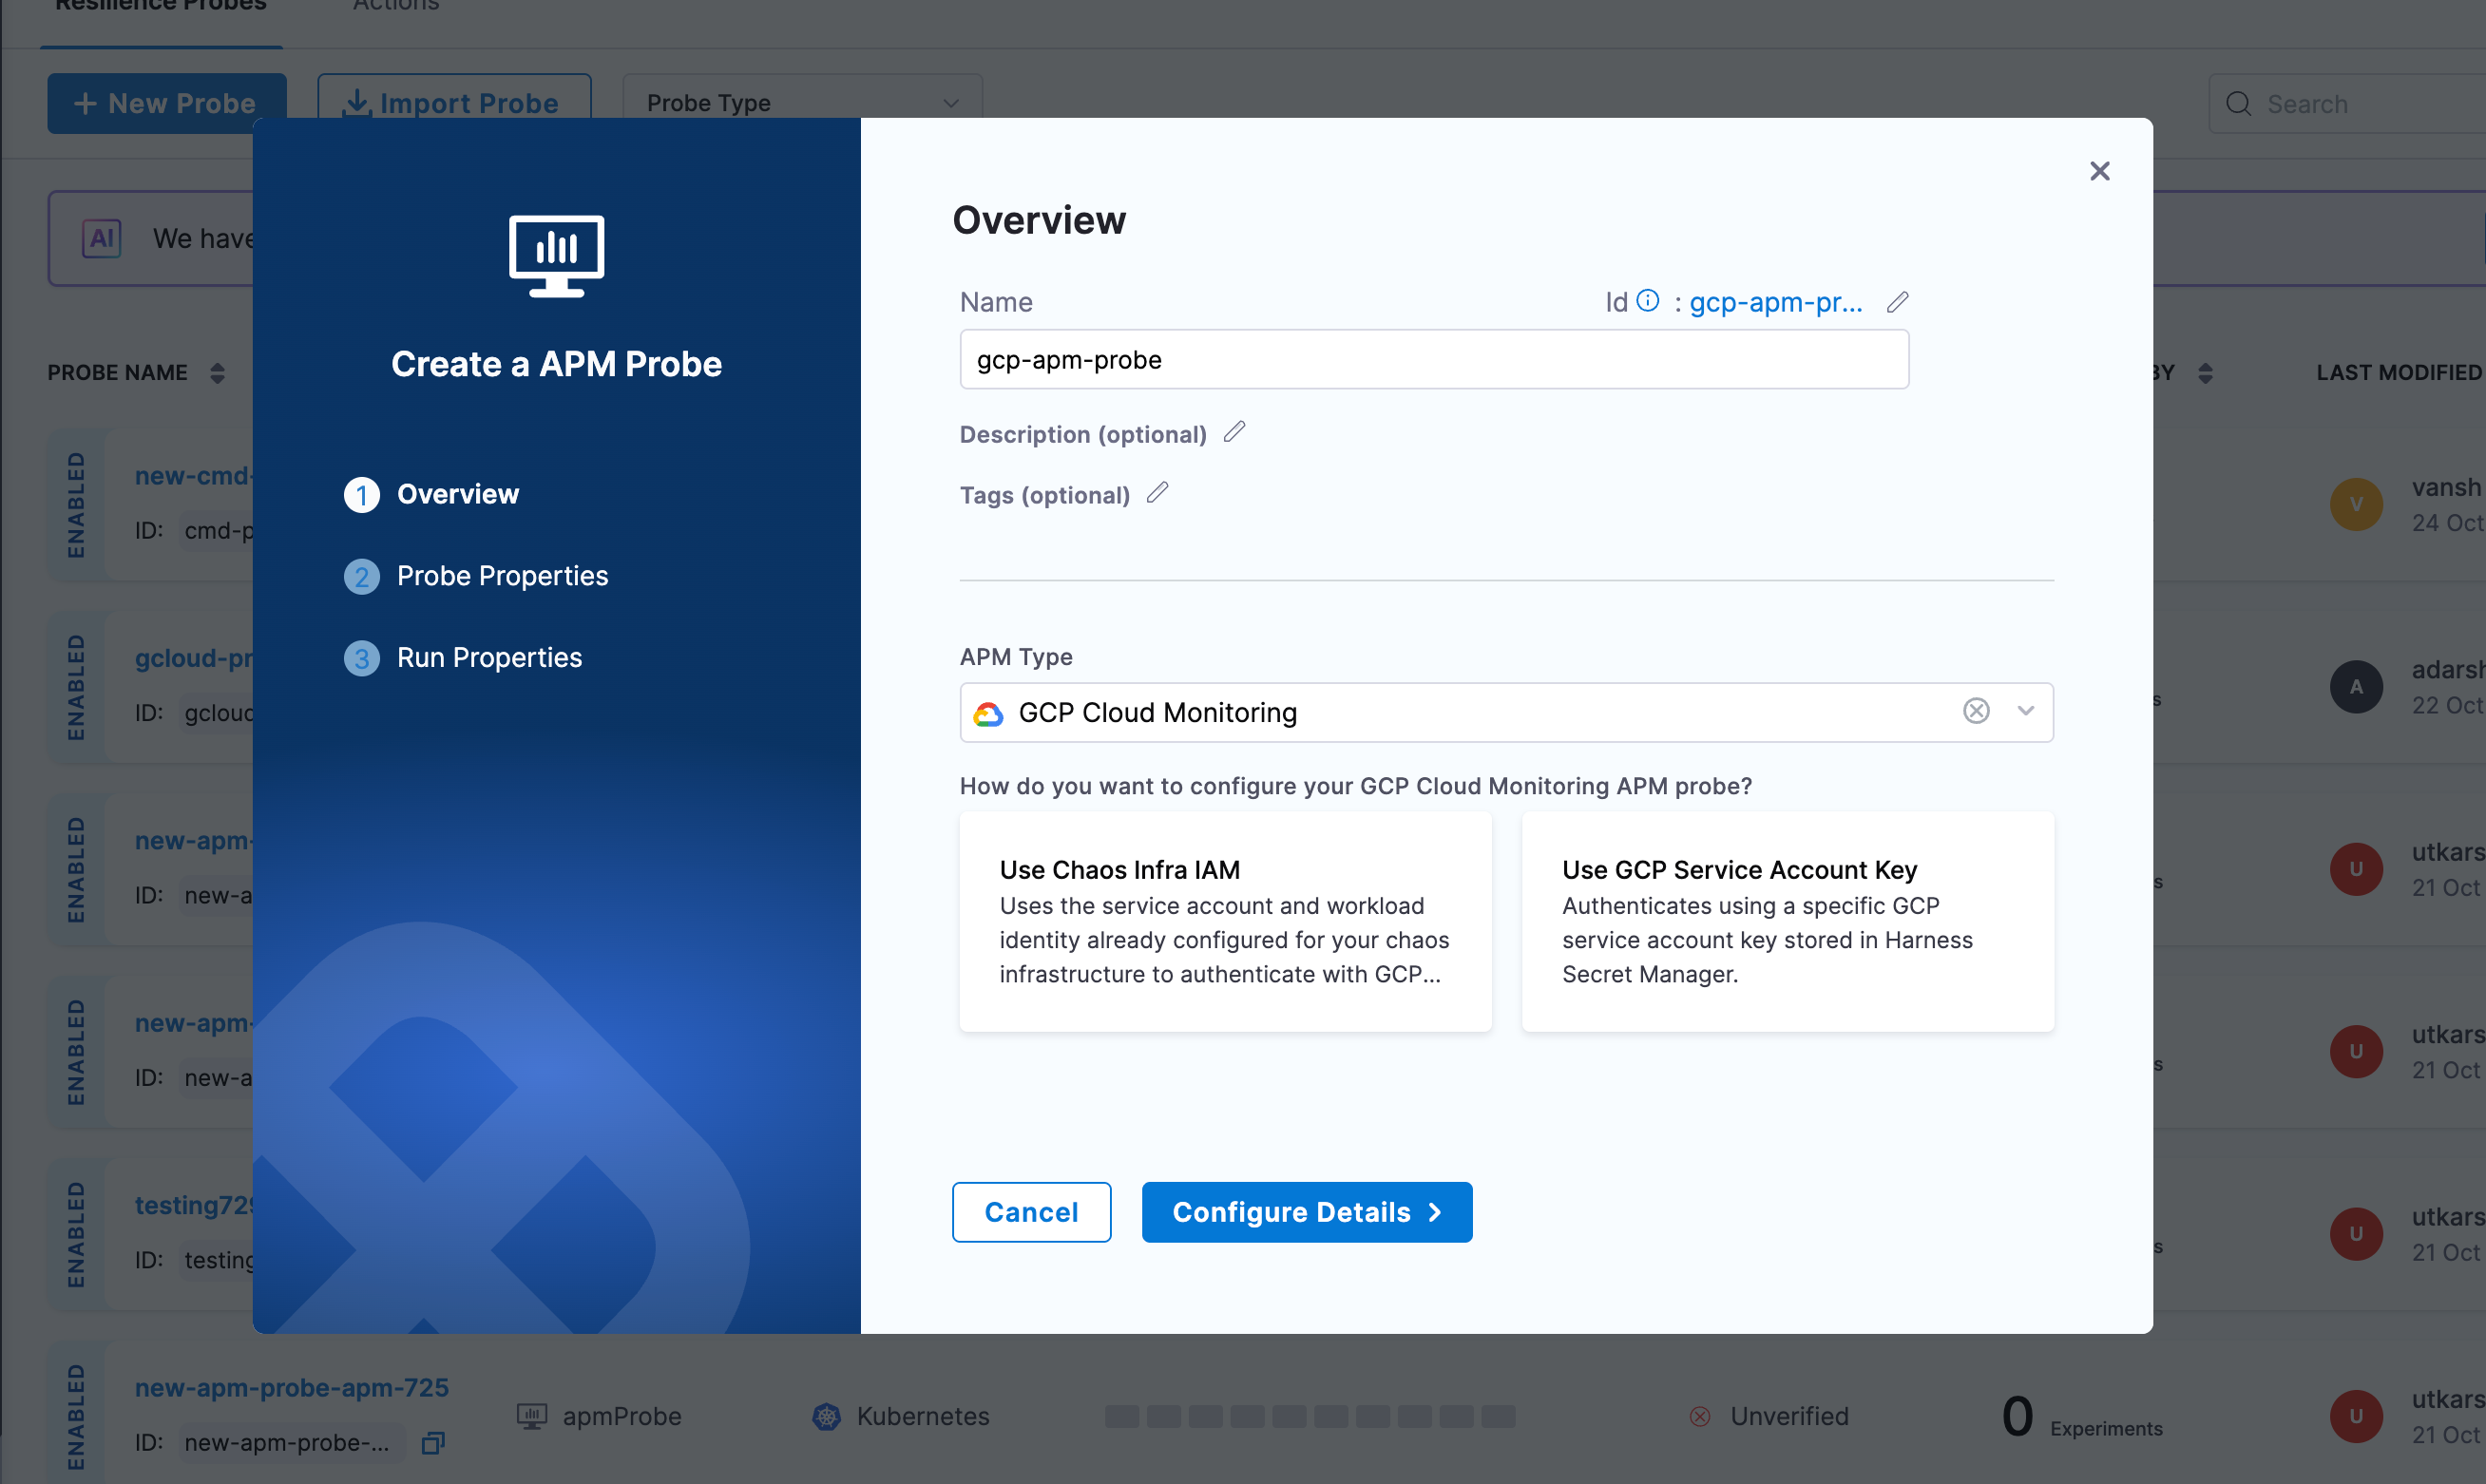 Resilience Probes
Actions
+ New Probe
Import Probe
Probe Type
Search
AI
We have
PROBE NAME
BY
LAST MODIFIED
ENABLED
new-cmd-
ID: cmd-p
V
vansh
24 Oct
ENABLED
gcloud-pr
ID: gcloud
A
adarsh
22 Oct
ENABLED
new-apm-
ID: new-a
U
utkars
21 Oct
ENABLED
new-apm-
ID: new-a
U
utkars
21 Oct
ENABLED
testing729
ID: testing
U
utkars
21 Oct
ENABLED
new-apm-probe-apm-725
ID: new-apm-probe-...
apmProbe
Kubernetes
Unverified
0 Experiments
U
utkars
21 Oct
Create a APM Probe
1 Overview
2 Probe Properties
3 Run Properties
Overview
Name
Id : gcp-apm-pr...
gcp-apm-probe
Description (optional)
Tags (optional)
APM Type
GCP Cloud Monitoring
How do you want to configure your GCP Cloud Monitoring APM probe?
Use Chaos Infra IAM
Uses the service account and workload
identity already configured for your chaos
infrastructure to authenticate with GCP...
Use GCP Service Account Key
Authenticates using a specific GCP
service account key stored in Harness
Secret Manager.
Cancel
Configure Details